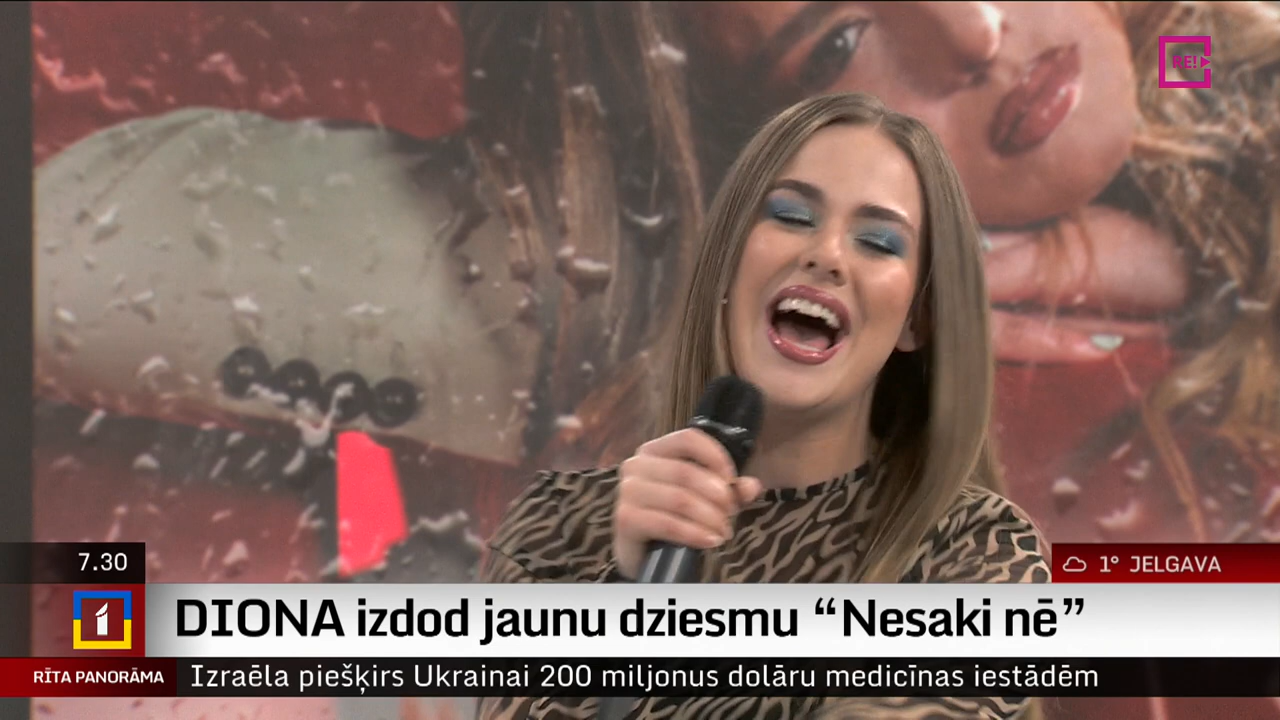 RE!
7.30
1° JELGAVA
1
DIONA izdod jaunu dziesmu “Nesaki nē”
RĪTA PANORĀMA
Izraēla piešķirs Ukrainai 200 miljonus dolāru medicīnas iestādēm